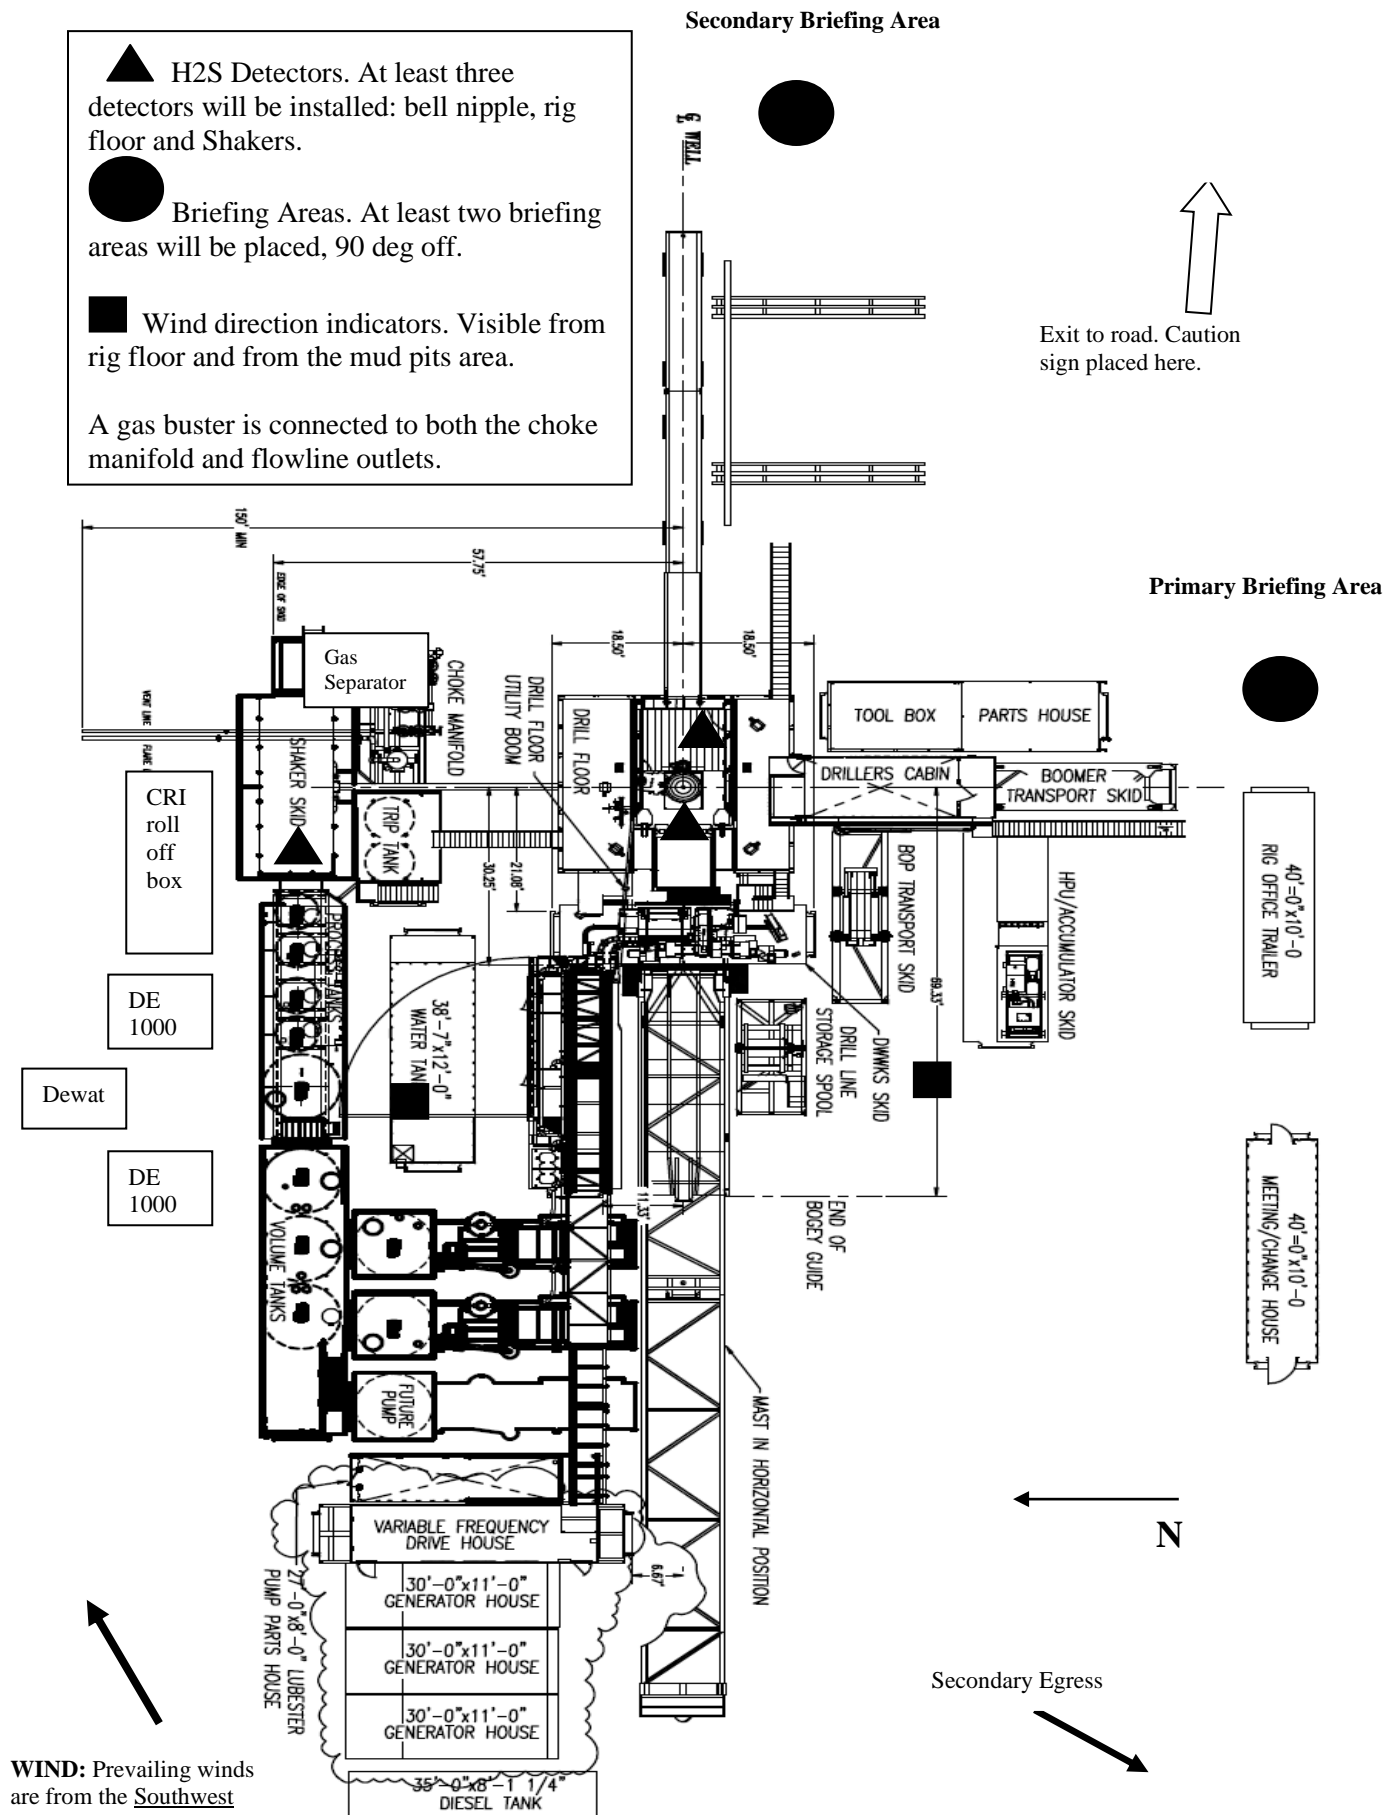 Secondary Briefing Area
H2S Detectors. At least three
detectors will be installed: bell nipple, rig
floor and Shakers.
Briefing Areas. At least two briefing
areas will be placed, 90 deg off.
Wind direction indicators. Visible from
rig floor and from the mud pits area.
A gas buster is connected to both the choke
manifold and flowline outlets.
℄ WELL
Exit to road. Caution
sign placed here.
150' MIN
57.75'
EDGE OF SKID
Primary Briefing Area
18.50'
18.50'
Gas
Separator
CHOKE MANIFOLD
DRILL FLOOR
UTILITY BOOM
DRILL FLOOR
TOOL BOX
PARTS HOUSE
VENT LINE
FLARE
SHAKER SKID
DRILLERS CABIN
BOOMER
TRANSPORT SKID
CRI
roll
off
box
TRIP TANK
30.25'
21.08'
BOP TRANSPORT SKID
HPU/ACCUMULATOR SKID
40'=0"x10'-0
RIG OFFICE TRAILER
DE
1000
38'-7"x12'-0"
WATER TANK
69.33'
DRILL LINE
STORAGE SPOOL
DWWKS SKID
Dewat
DE
1000
VOLUME TANKS
11.33'
END OF
BOGEY GUIDE
40'=0"x10'-0
MEETING/CHANGE HOUSE
FUTURE
PUMP
MAST IN HORIZONTAL POSITION
N
VARIABLE FREQUENCY
DRIVE HOUSE
6.67'
27'-0"x8'-0" LUBESTER
PUMP PARTS HOUSE
30'-0"x11'-0"
GENERATOR HOUSE
30'-0"x11'-0"
GENERATOR HOUSE
30'-0"x11'-0"
GENERATOR HOUSE
Secondary Egress
WIND: Prevailing winds
are from the Southwest
35'-0"x8'-1 1/4"
DIESEL TANK